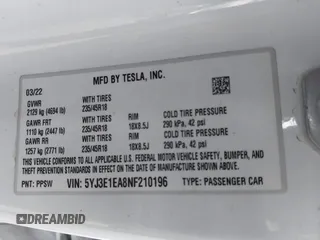 MFD BY TESLA, INC.
03/22
GVWR
2129 kg (4694 lb)
WITH TIRES
235/45R18
GAWR FRT
1110 kg (2447 lb)
WITH TIRES
235/45R18
RIM
18X8.5J
COLD TIRE PRESSURE
290 kPa, 42 psi
GAWR RR
1257 kg (2771 lb)
WITH TIRES
235/45R18
RIM
18X8.5J
COLD TIRE PRESSURE
290 kPa, 42 psi
THIS VEHICLE CONFORMS TO ALL APPLICABLE U.S. FEDERAL MOTOR VEHICLE SAFETY, BUMPER, AND
THEFT PREVENTION STANDARDS IN EFFECT ON THE DATE OF MANUFACTURE SHOWN ABOVE.
PNT: PPSW
VIN: 5YJ3E1EA8NF210196
TYPE: PASSENGER CAR
DREAMBID